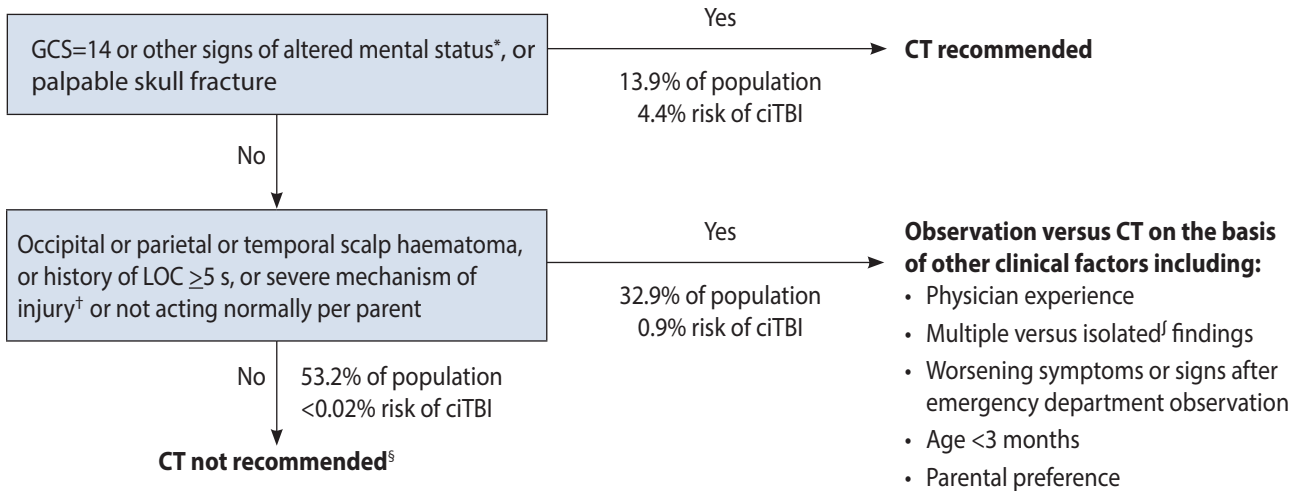 GCS=14 or other signs of altered mental status*, or
palpable skull fracture
Yes
13.9% of population
4.4% risk of ciTBI
CT recommended
No
Occipital or parietal or temporal scalp haematoma,
or history of LOC ≥5 s, or severe mechanism of
injury† or not acting normally per parent
Yes
32.9% of population
0.9% risk of ciTBI
Observation versus CT on the basis
of other clinical factors including:
• Physician experience
• Multiple versus isolated∫ findings
• Worsening symptoms or signs after
emergency department observation
• Age <3 months
• Parental preference
No
53.2% of population
<0.02% risk of ciTBI
CT not recommended§